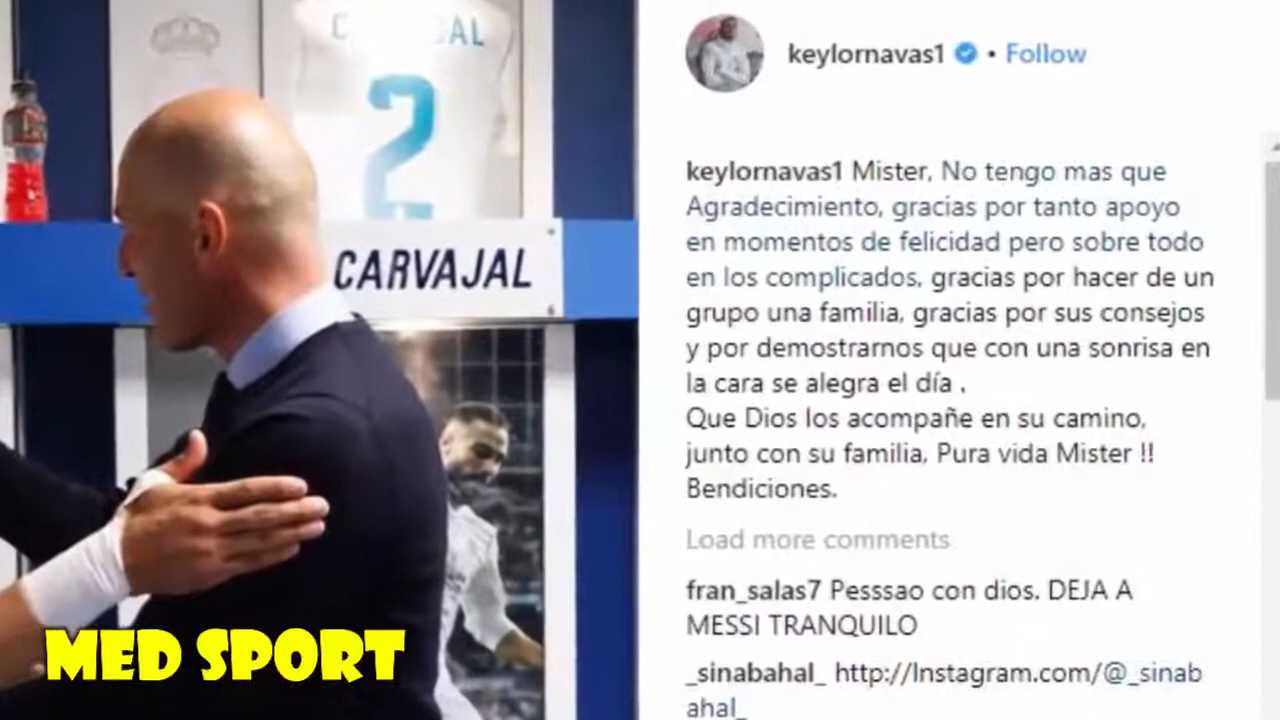 2
CARVAJAL
MED SPORT
keylornavas1 • Follow
keylornavas1 Mister, No tengo mas que
Agradecimiento, gracias por tanto apoyo
en momentos de felicidad pero sobre todo
en los complicados, gracias por hacer de un
grupo una familia, gracias por sus consejos
y por demostrarnos que con una sonrisa en
la cara se alegra el día .
Que Dios los acompañe en su camino,
junto con su familia, Pura vida Mister !!
Bendiciones.
Load more comments
fran_salas7 Pesssao con dios. DEJA A
MESSI TRANQUILO
_sinabahal_ http://Instagram.com/@_sinab
ahal_